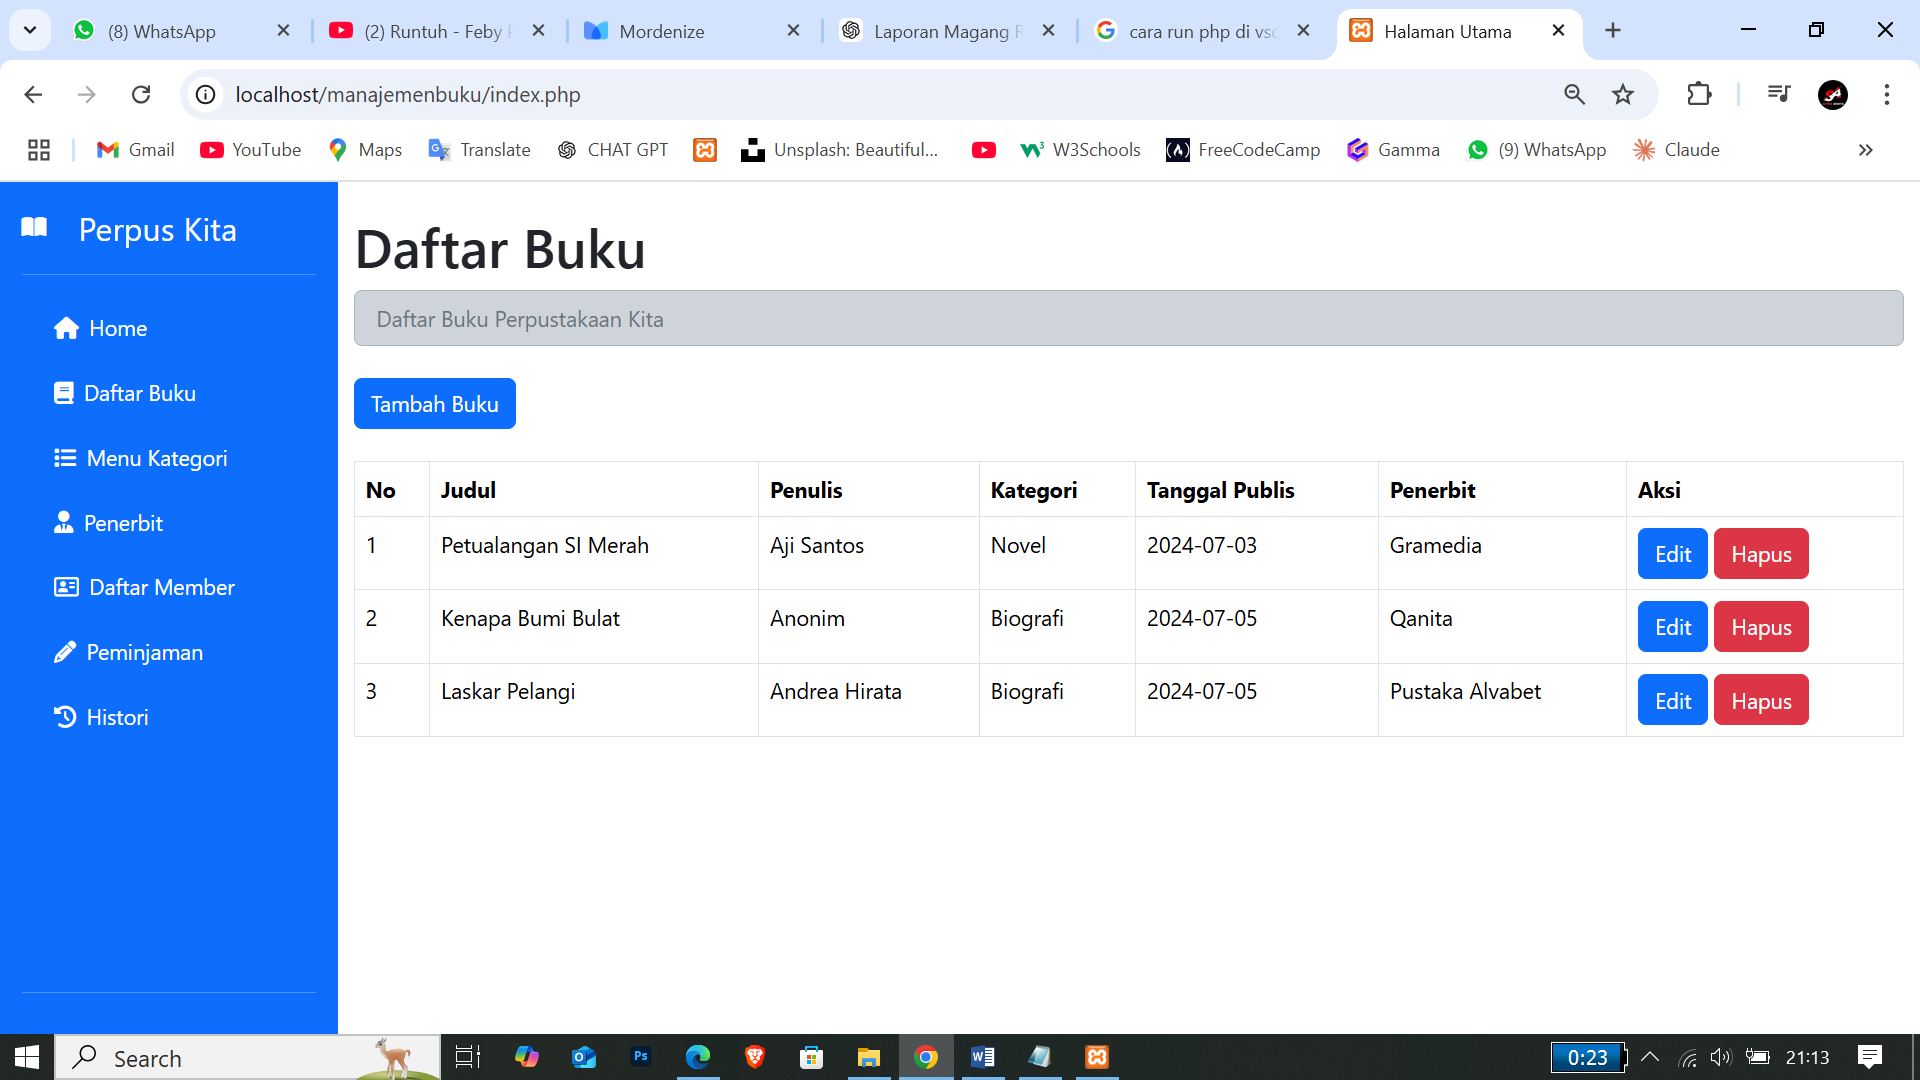 (8) WhatsApp
(2) Runtuh - Feby
Mordenize
Laporan Magang
cara run php di vsc
Halaman Utama
localhost/manajemenbuku/index.php
Gmail
YouTube
Maps
Translate
CHAT GPT
Unsplash: Beautiful...
W3Schools
FreeCodeCamp
Gamma
(9) WhatsApp
Claude
Perpus Kita
Home
Daftar Buku
Menu Kategori
Penerbit
Daftar Member
Peminjaman
Histori
Daftar Buku
Daftar Buku Perpustakaan Kita
Tambah Buku
No Judul Penulis Kategori Tanggal Publis Penerbit Aksi
1 Petualangan SI Merah Aji Santos Novel 2024-07-03 Gramedia Edit Hapus
2 Kenapa Bumi Bulat Anonim Biografi 2024-07-05 Qanita Edit Hapus
3 Laskar Pelangi Andrea Hirata Biografi 2024-07-05 Pustaka Alvabet Edit Hapus
Search
Ps
0:23
21:13